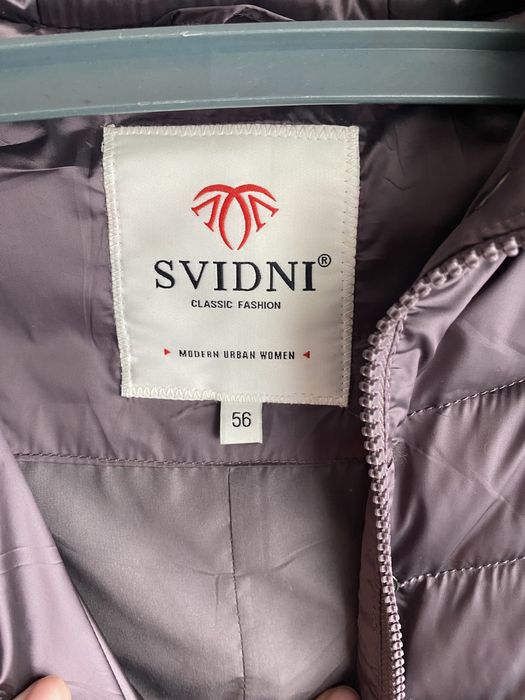 SVIDNI®
CLASSIC FASHION
MODERN URBAN WOMEN
56